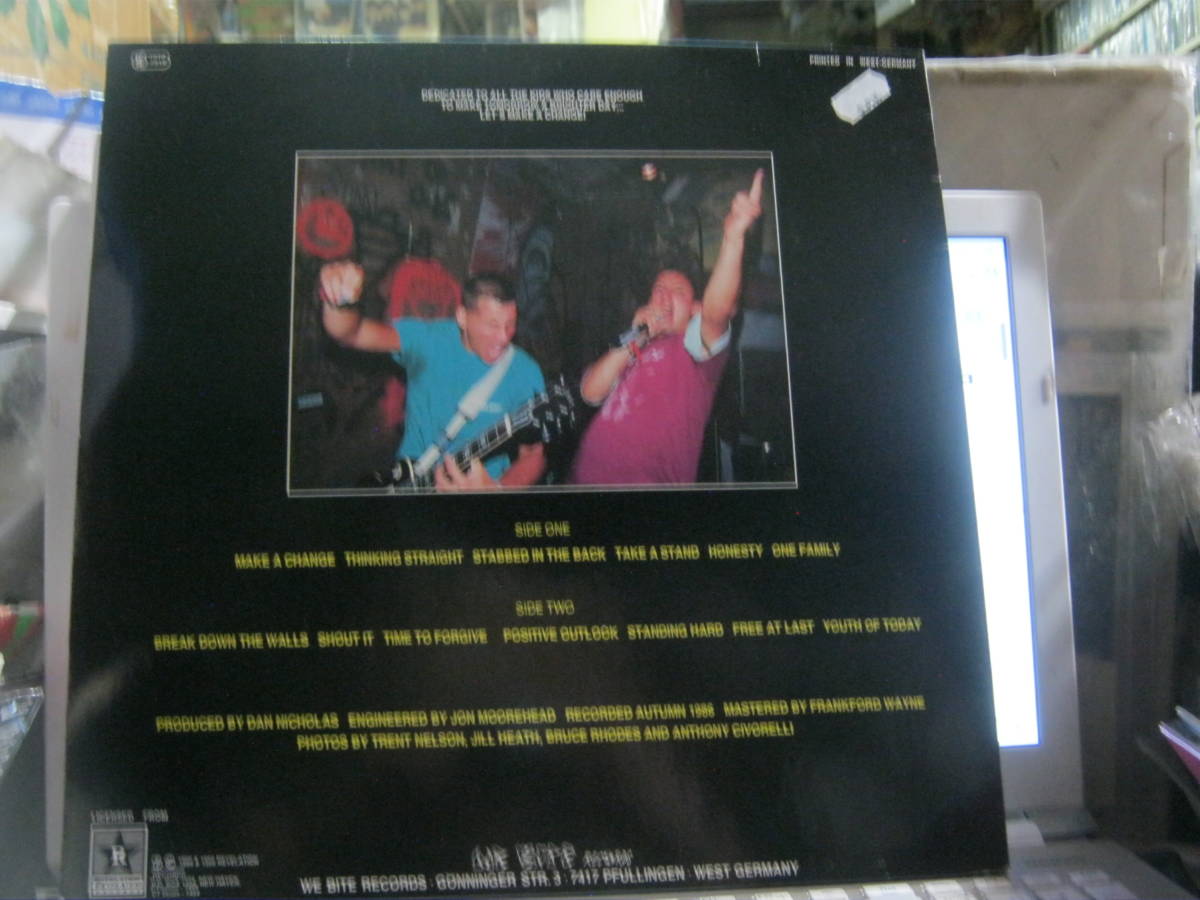 PRINTED IN WEST-GERMANY
DEDICATED TO ALL THE KIDS WHO CARE ENOUGH
TO MAKE TOMORROW A BRIGHTER DAY...
LET'S MAKE A CHANGE!
SIDE ONE
MAKE A CHANGE THINKING STRAIGHT STABBED IN THE BACK TAKE A STAND HONESTY ONE FAMILY
SIDE TWO
BREAK DOWN THE WALLS SHOUT IT TIME TO FORGIVE POSITIVE OUTLOOK STANDING HARD FREE AT LAST YOUTH OF TODAY
PRODUCED BY DAN NICHOLAS ENGINEERED BY JON MOOREHEAD RECORDED AUTUMN 1986 MASTERED BY FRANKFORD WAYNE
PHOTOS BY TRENT NELSON, JILL HEATH, BRUCE RHODES AND ANTHONY CIVORELLI
LICENSED FROM
R
WE BITE RECORDS · GÖNNINGER STR. 3 · 7417 PFULLINGEN · WEST GERMANY